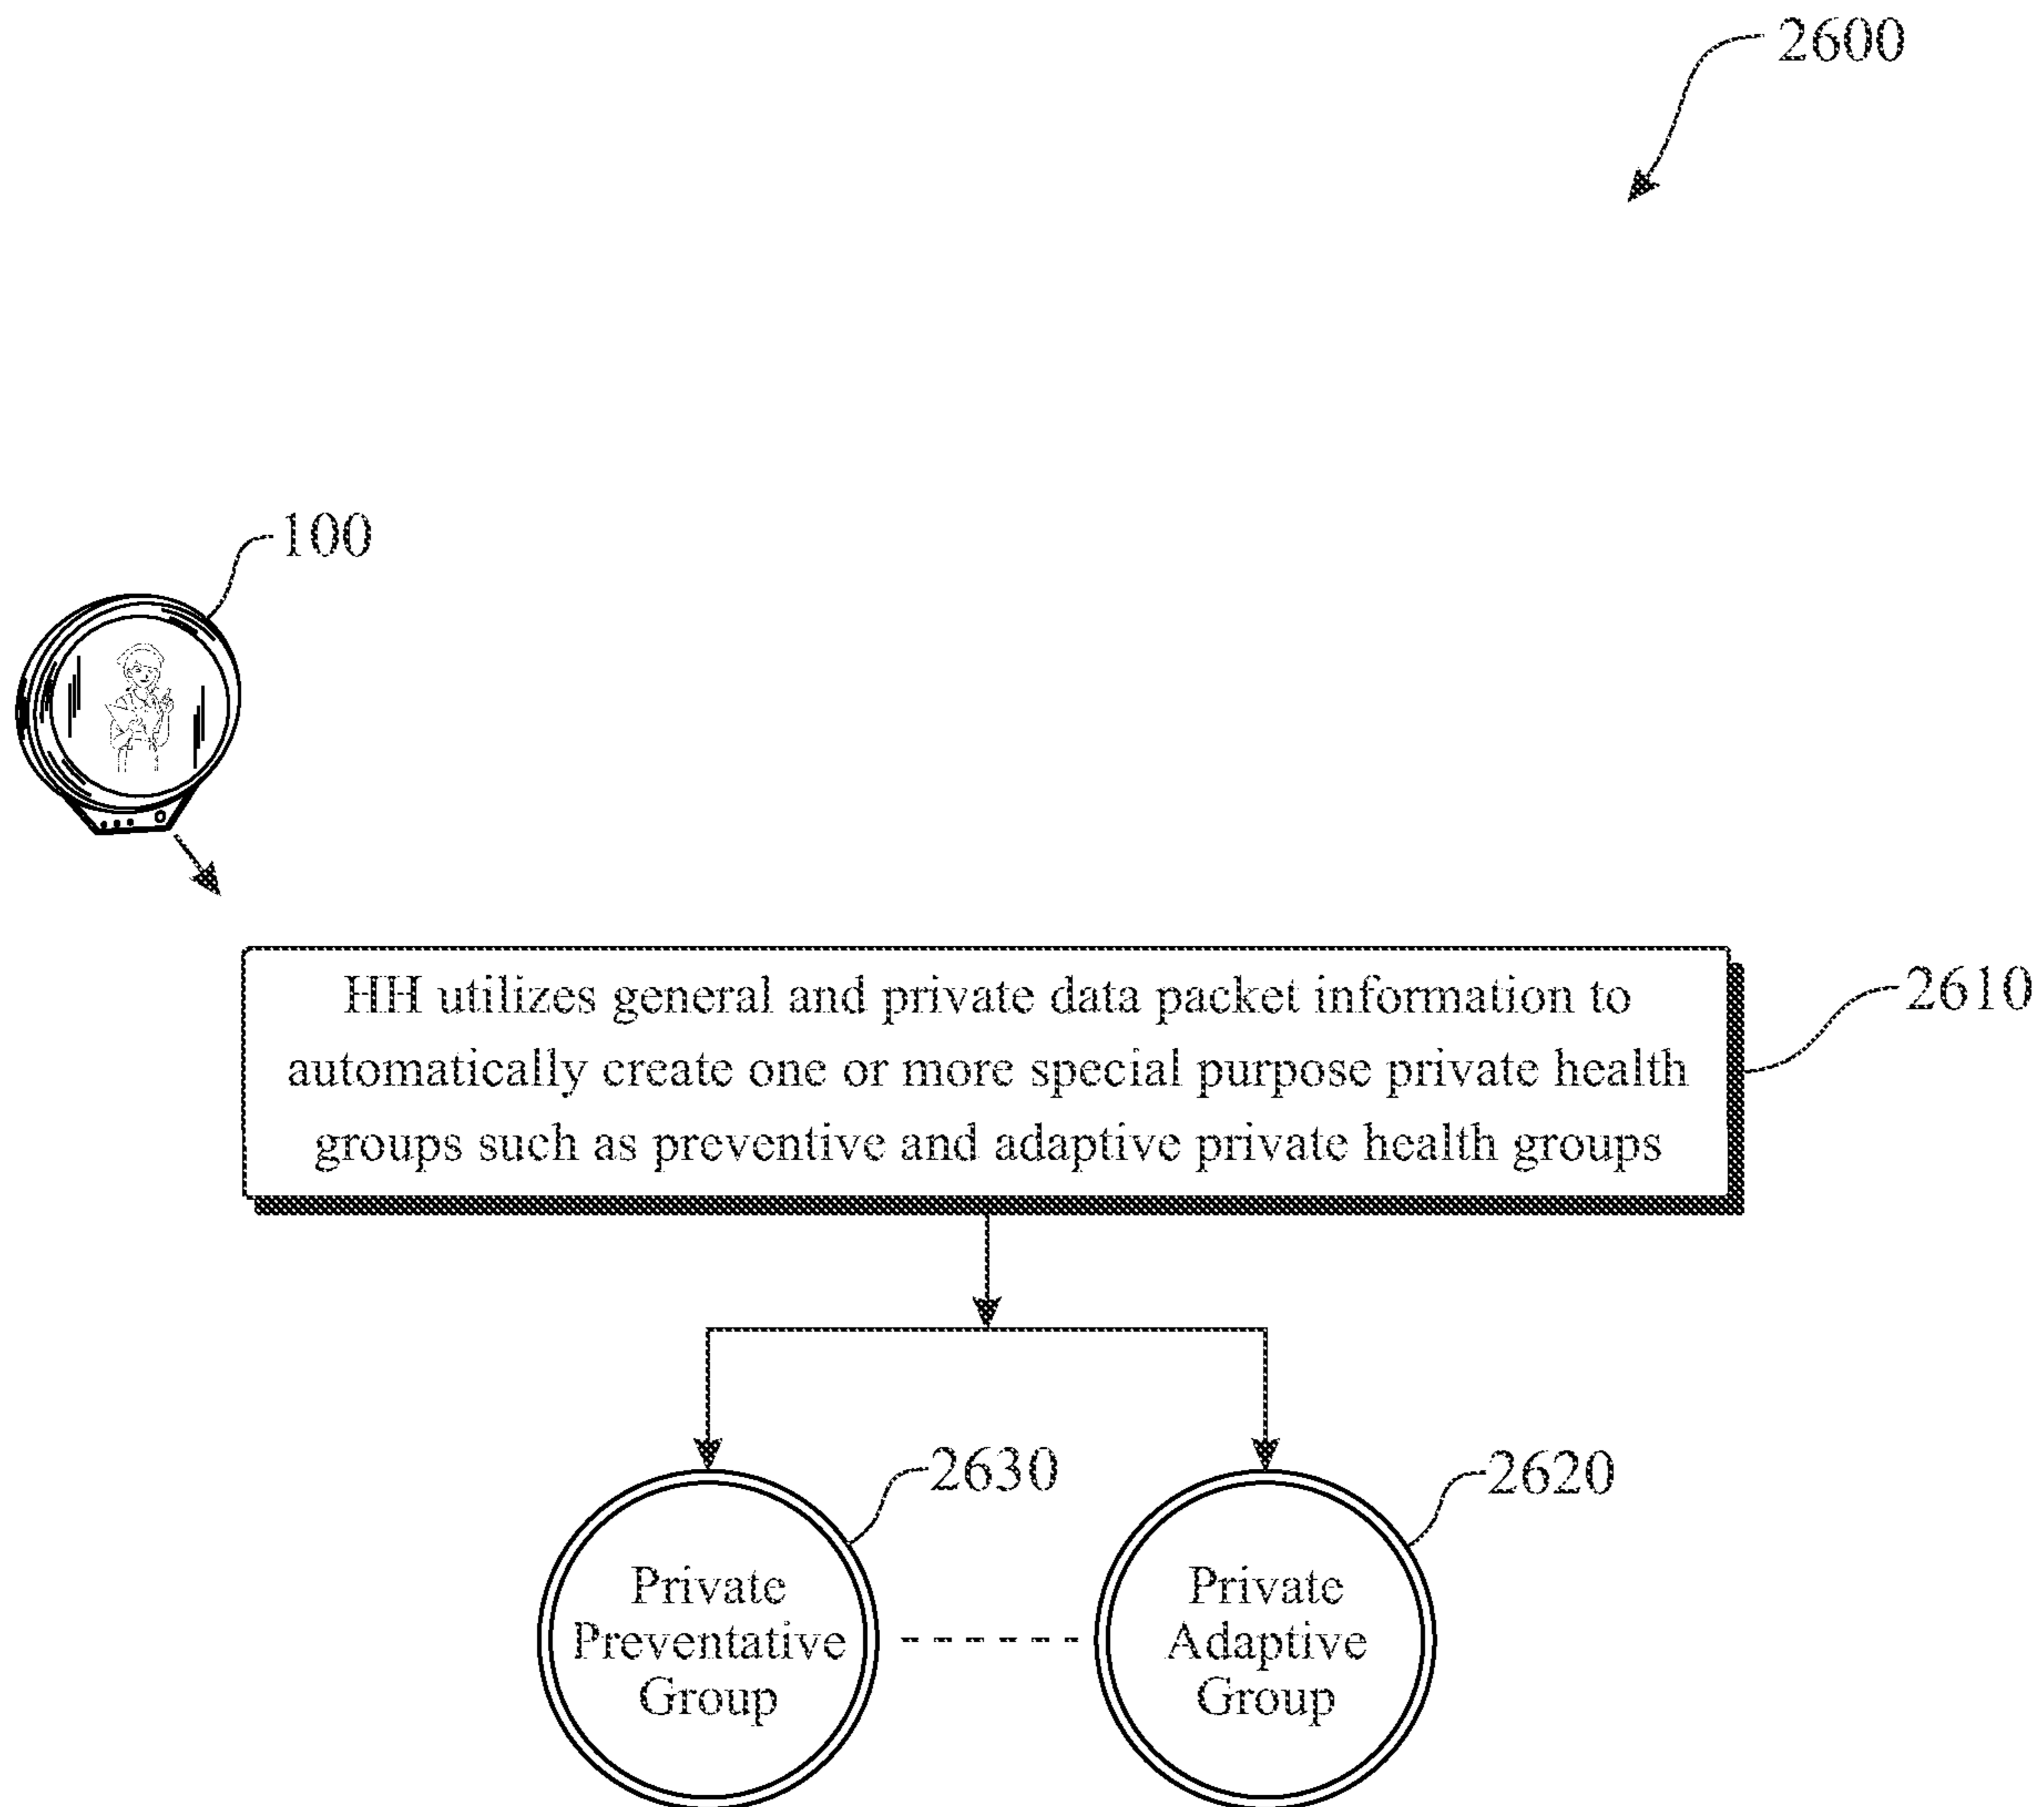 2600
100
HH utilizes general and private data packet information to
automatically create one or more special purpose private health
groups such as preventive and adaptive private health groups
2610
2630
2620
Private
Preventative
Group
Private
Adaptive
Group